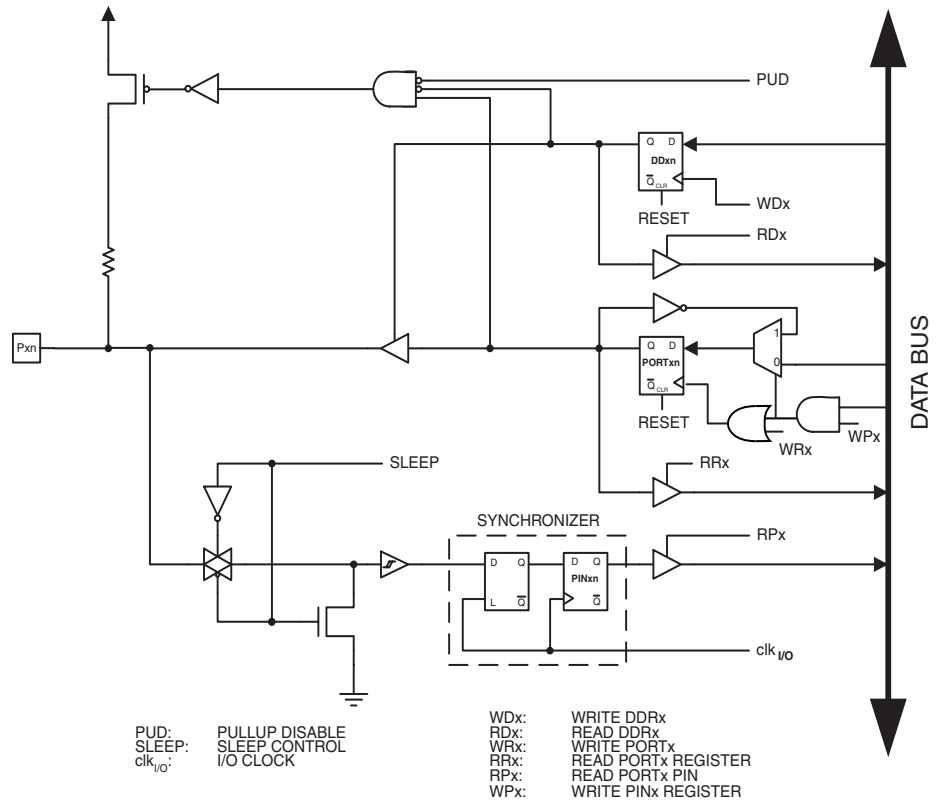 PUD
Q D
DDxn
Q CLR
WDx
RESET
RDx
Pxn
1
Q D
0
PORTxn
Q CLR
RESET
WPx
WRx
DATA BUS
RRx
SLEEP
SYNCHRONIZER
RPx
D Q
D Q
PINxn
L Q
Q
clk I/O
PUD: PULLUP DISABLE
SLEEP: SLEEP CONTROL
clkI/O: I/O CLOCK
WDx: WRITE DDRx
RDx: READ DDRx
WRx: WRITE PORTx
RRx: READ PORTx REGISTER
RPx: READ PORTx PIN
WPx: WRITE PINx REGISTER